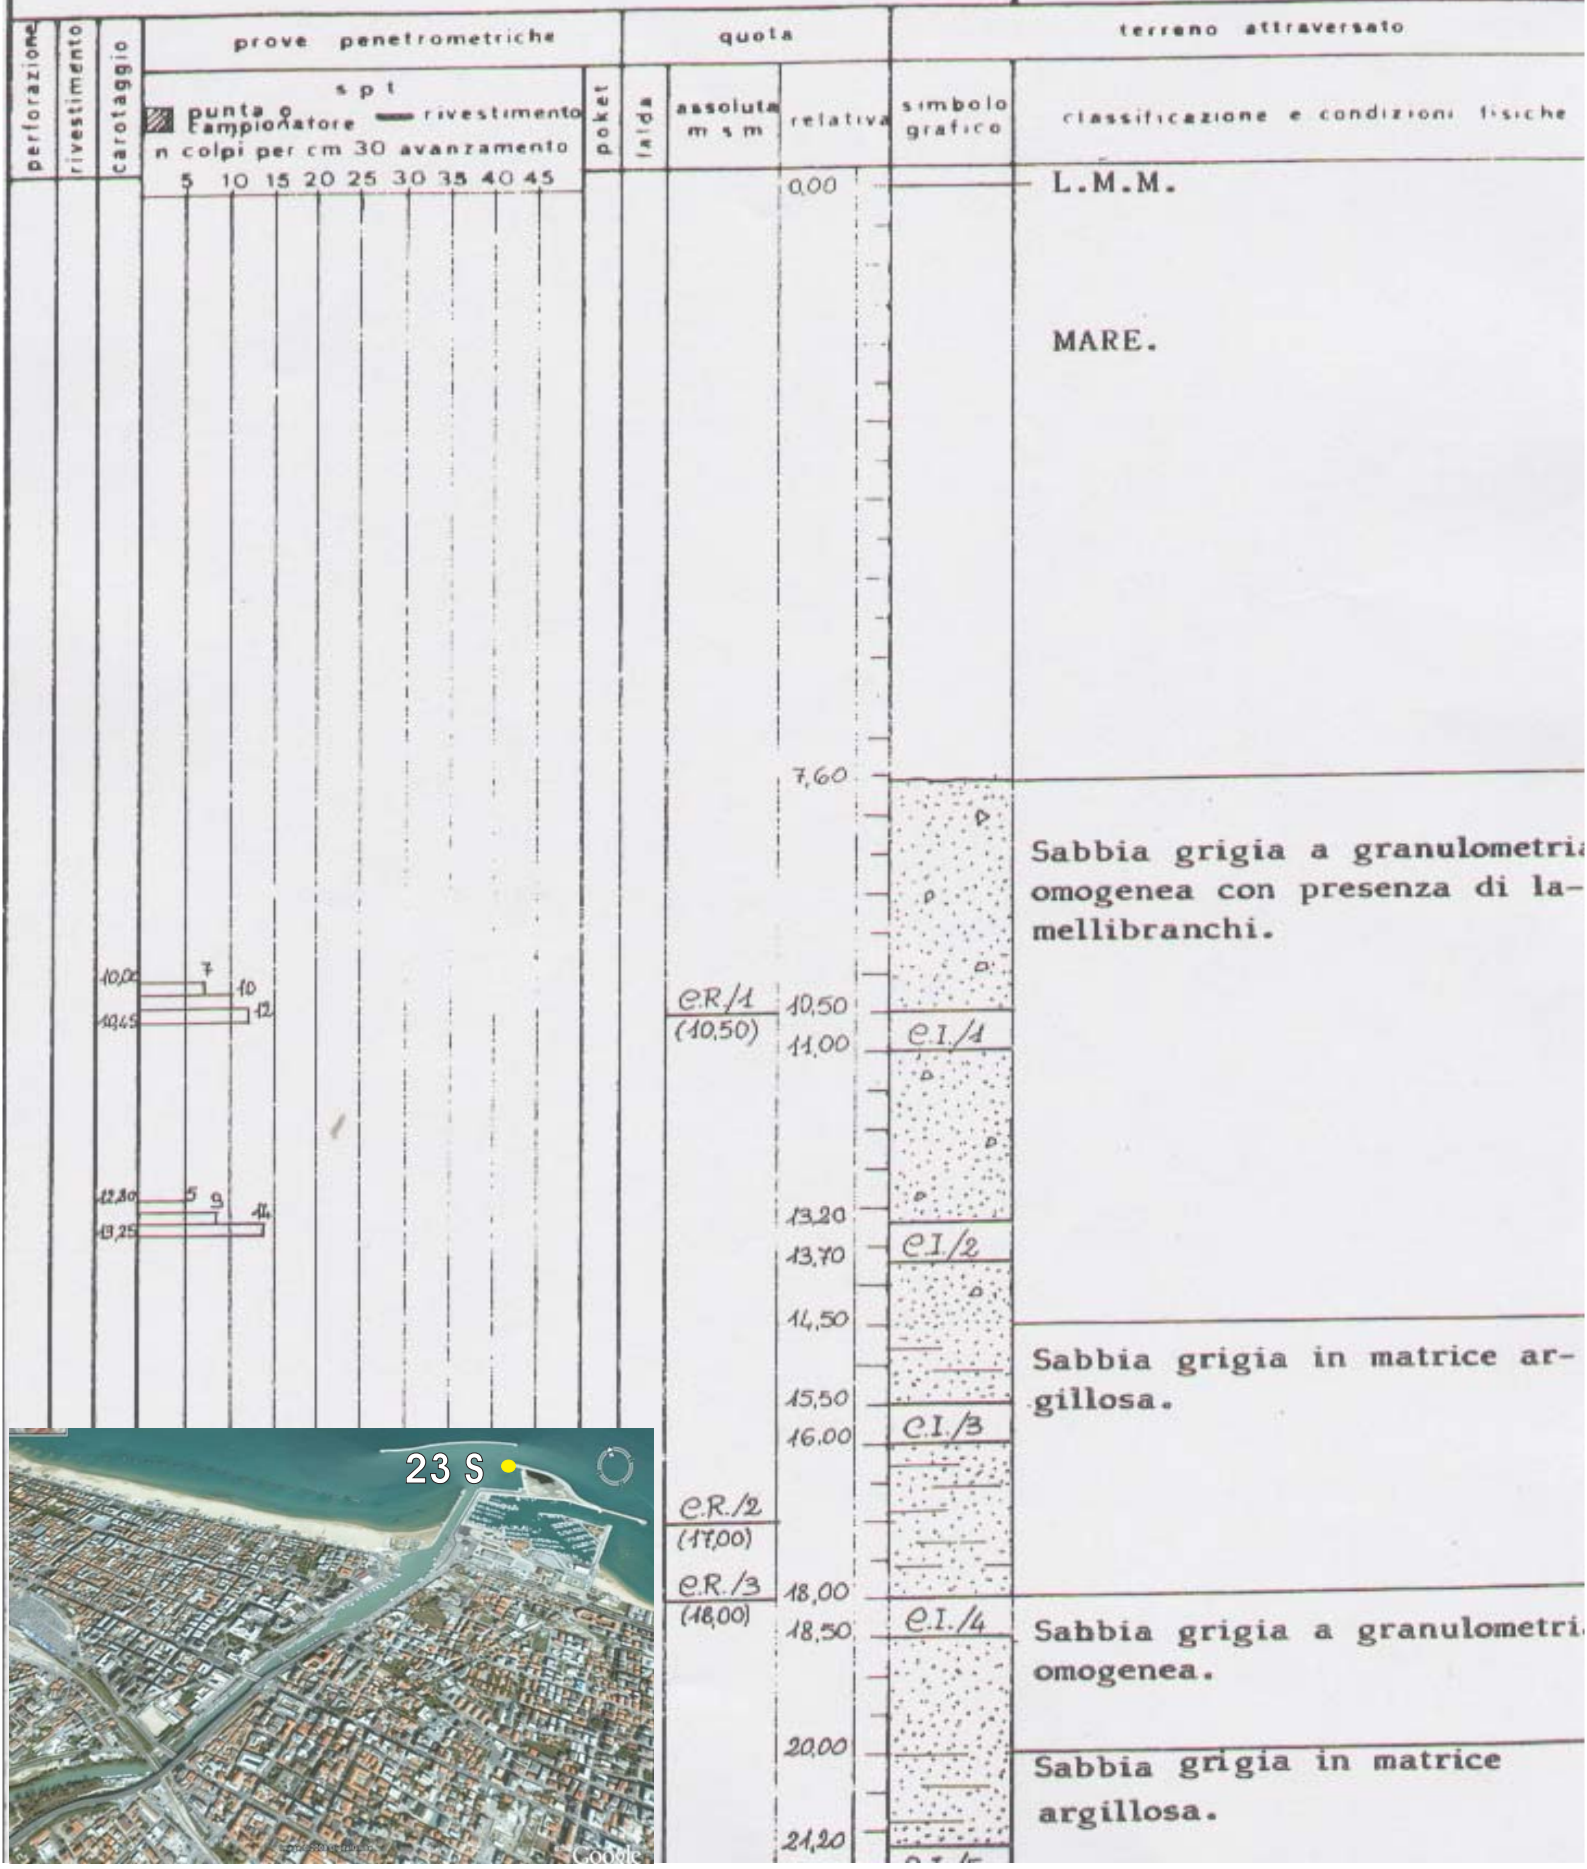 perforazione
rivestimento
carotaggio
prove penetrometriche
quota
terreno attraversato
spt
punta o
campionatore
rivestimento
n colpi per cm 30 avanzamento
poket
falda
assoluta
m s m
relativa
simbolo
grafico
classificazione e condizioni fisiche
5 10 15 20 25 30 35 40 45
0,00
L.M.M.
MARE.
7,60
Sabbia grigia a granulometria
omogenea con presenza di la-
mellibranchi.
10,00
7
10
12
10,45
C.R./1
(10,50)
10,50
11,00
C.I./1
12,80
5
9
14
13,25
13,20
13,70
C.I./2
14,50
Sabbia grigia in matrice ar-
gillosa.
15,50
16.00
C.I./3
23 S
C.R./2
(17,00)
C.R./3
(18,00)
18,00
18,50
C.I./4
Sabbia grigia a granulometri
omogenea.
20,00
Sabbia grigia in matrice
argillosa.
21,20
C.I./5
Google